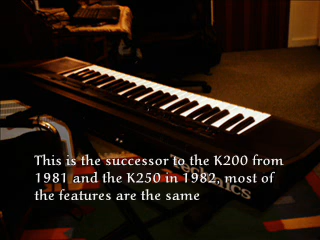 This is the successor to the K200 from
1981 and the K250 in 1982, most of
the features are the same
Technics